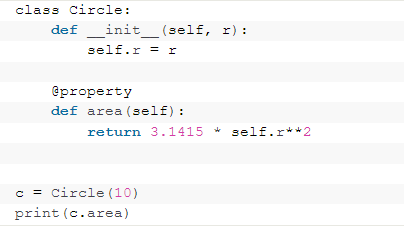 class Circle:
    def __init__(self, r):
        self.r = r

    @property
    def area(self):
        return 3.1415 * self.r**2


c = Circle(10)
print(c.area)